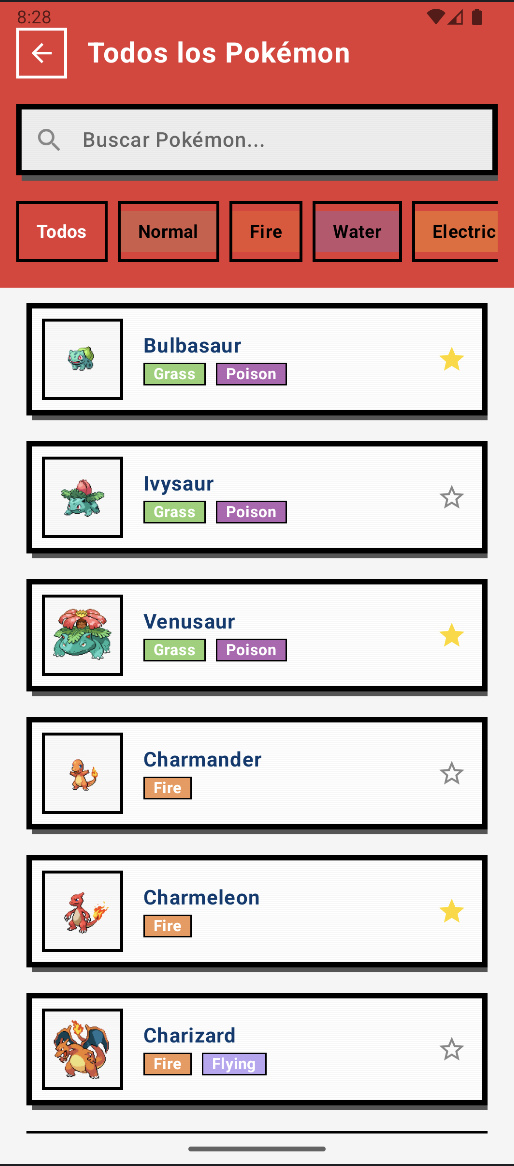 8:28
Todos los Pokémon
Buscar Pokémon...
Todos Normal Fire Water Electric
Bulbasaur
Grass Poison
Ivysaur
Grass Poison
Venusaur
Grass Poison
Charmander
Fire
Charmeleon
Fire
Charizard
Fire Flying